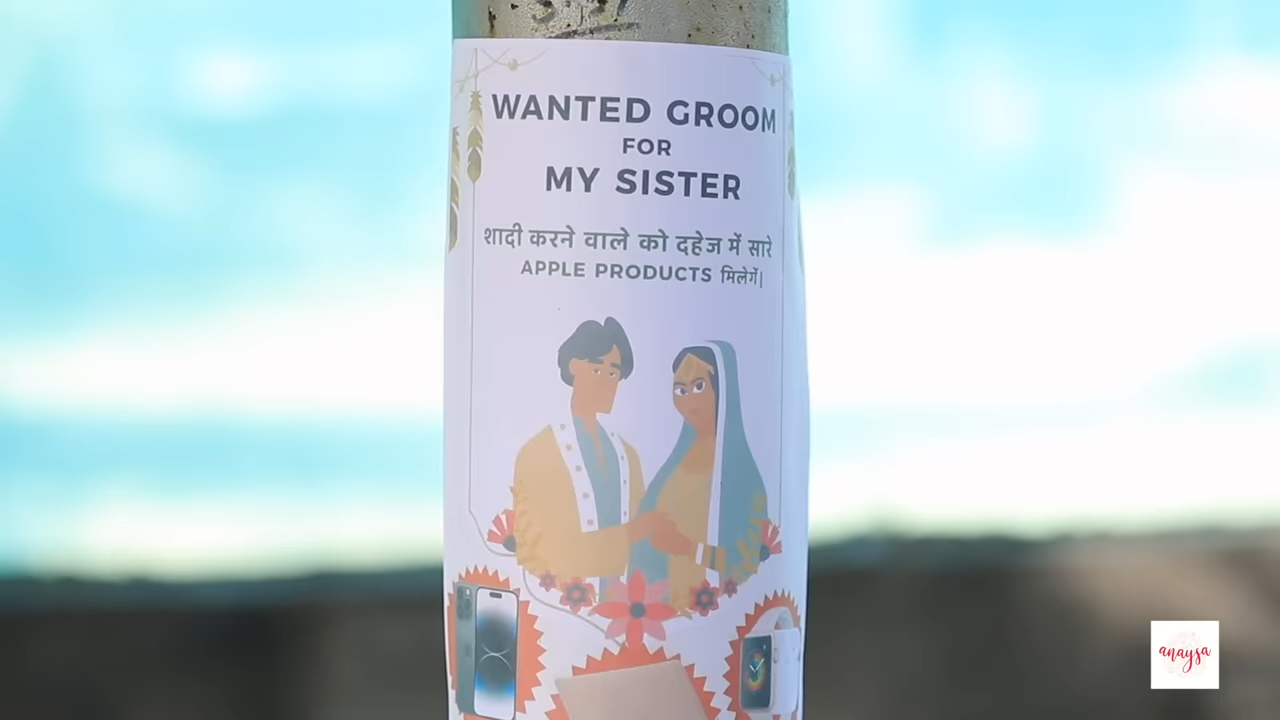 WANTED GROOM
FOR
MY SISTER
शादी करने वाले को दहेज में सारे
APPLE PRODUCTS मिलेगें|
anaysa